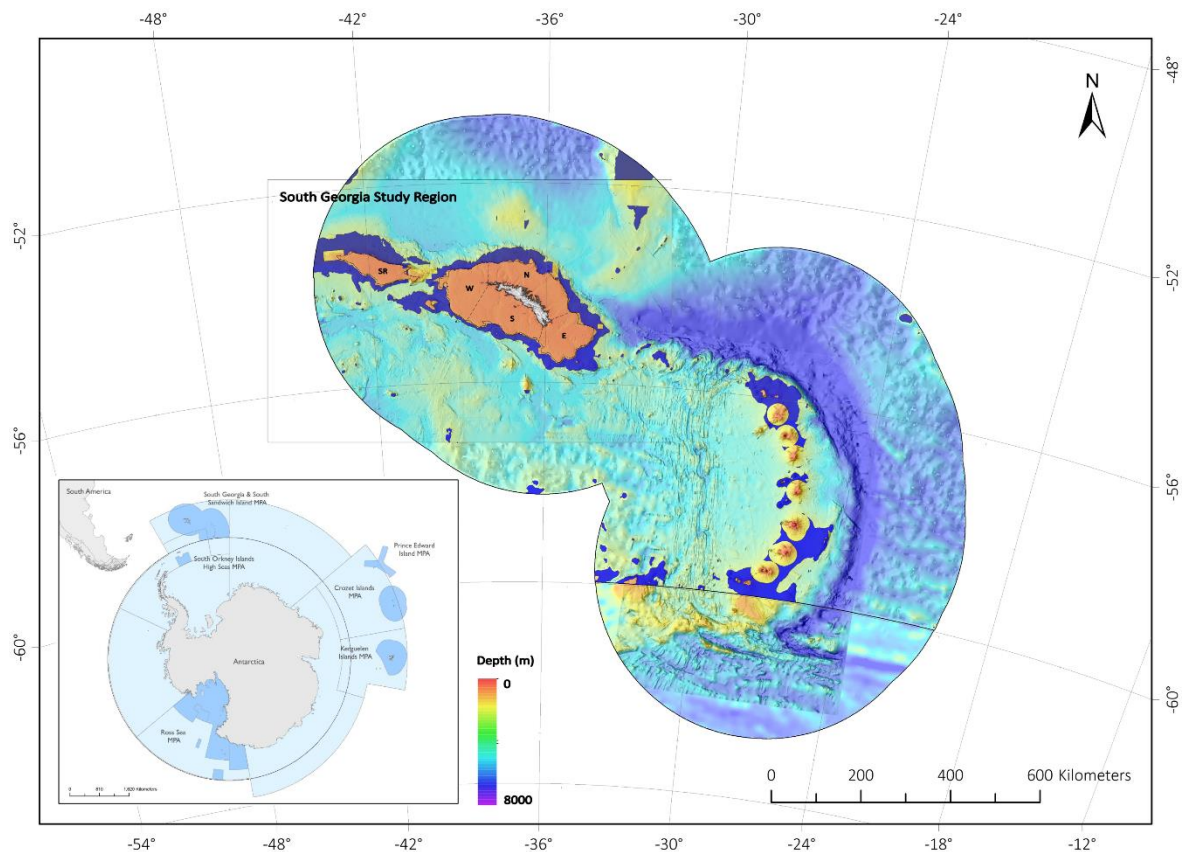 -48°
-42°
-36°
-30°
-24°
-48°
N
South Georgia Study Region
-52°
-52°
SR
W
N
S
E
-56°
-56°
South America
South Georgia & South
Sandwich Island MPA
Prince Edward
Island MPA
South Orkney Islands
High Seas MPA
Crozet Islands
MPA
Kerguelen
Islands MPA
Antarctica
Ross Sea
MPA
-60°
-60°
Depth (m)
0
8000
0 200 400 600 Kilometers
-54°
-48°
-42°
-36°
-30°
-24°
-18°
-12°